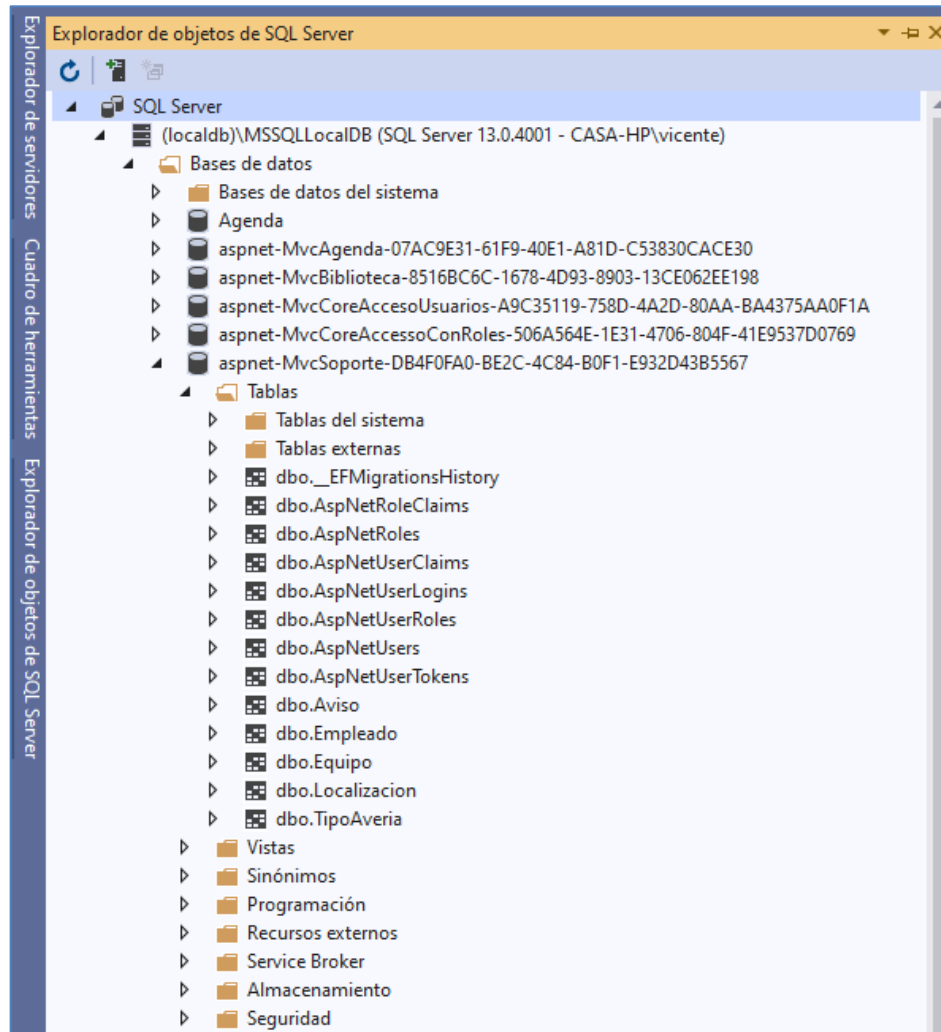 Explorador de servidores
Cuadro de herramientas
Explorador de objetos de SQL Server
Explorador de objetos de SQL Server
SQL Server
(localdb)\MSSQLLocalDB (SQL Server 13.0.4001 - CASA-HP\vicente)
Bases de datos
Bases de datos del sistema
Agenda
aspnet-MvcAgenda-07AC9E31-61F9-40E1-A81D-C53830CACE30
aspnet-MvcBiblioteca-8516BC6C-1678-4D93-8903-13CE062EE198
aspnet-MvcCoreAccesoUsuarios-A9C35119-758D-4A2D-80AA-BA4375AA0F1A
aspnet-MvcCoreAccessoConRoles-506A564E-1E31-4706-804F-41E9537D0769
aspnet-MvcSoporte-DB4F0FA0-BE2C-4C84-B0F1-E932D43B5567
Tablas
Tablas del sistema
Tablas externas
dbo.__EFMigrationsHistory
dbo.AspNetRoleClaims
dbo.AspNetRoles
dbo.AspNetUserClaims
dbo.AspNetUserLogins
dbo.AspNetUserRoles
dbo.AspNetUsers
dbo.AspNetUserTokens
dbo.Aviso
dbo.Empleado
dbo.Equipo
dbo.Localizacion
dbo.TipoAveria
Vistas
Sinónimos
Programación
Recursos externos
Service Broker
Almacenamiento
Seguridad